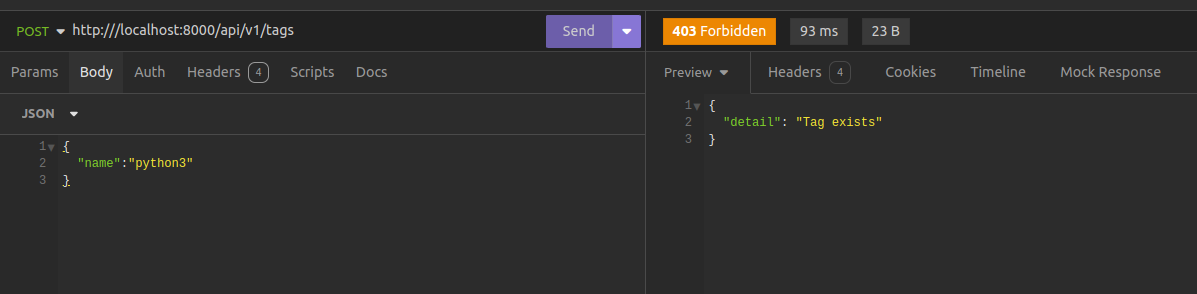 POST http:///localhost:8000/api/v1/tags Send
403 Forbidden 93 ms 23 B
Params Body Auth Headers 4 Scripts Docs
Preview Headers 4 Cookies Timeline Mock Response
JSON
1 {
2 "name":"python3"
3 }
1 {
2 "detail": "Tag exists"
3 }